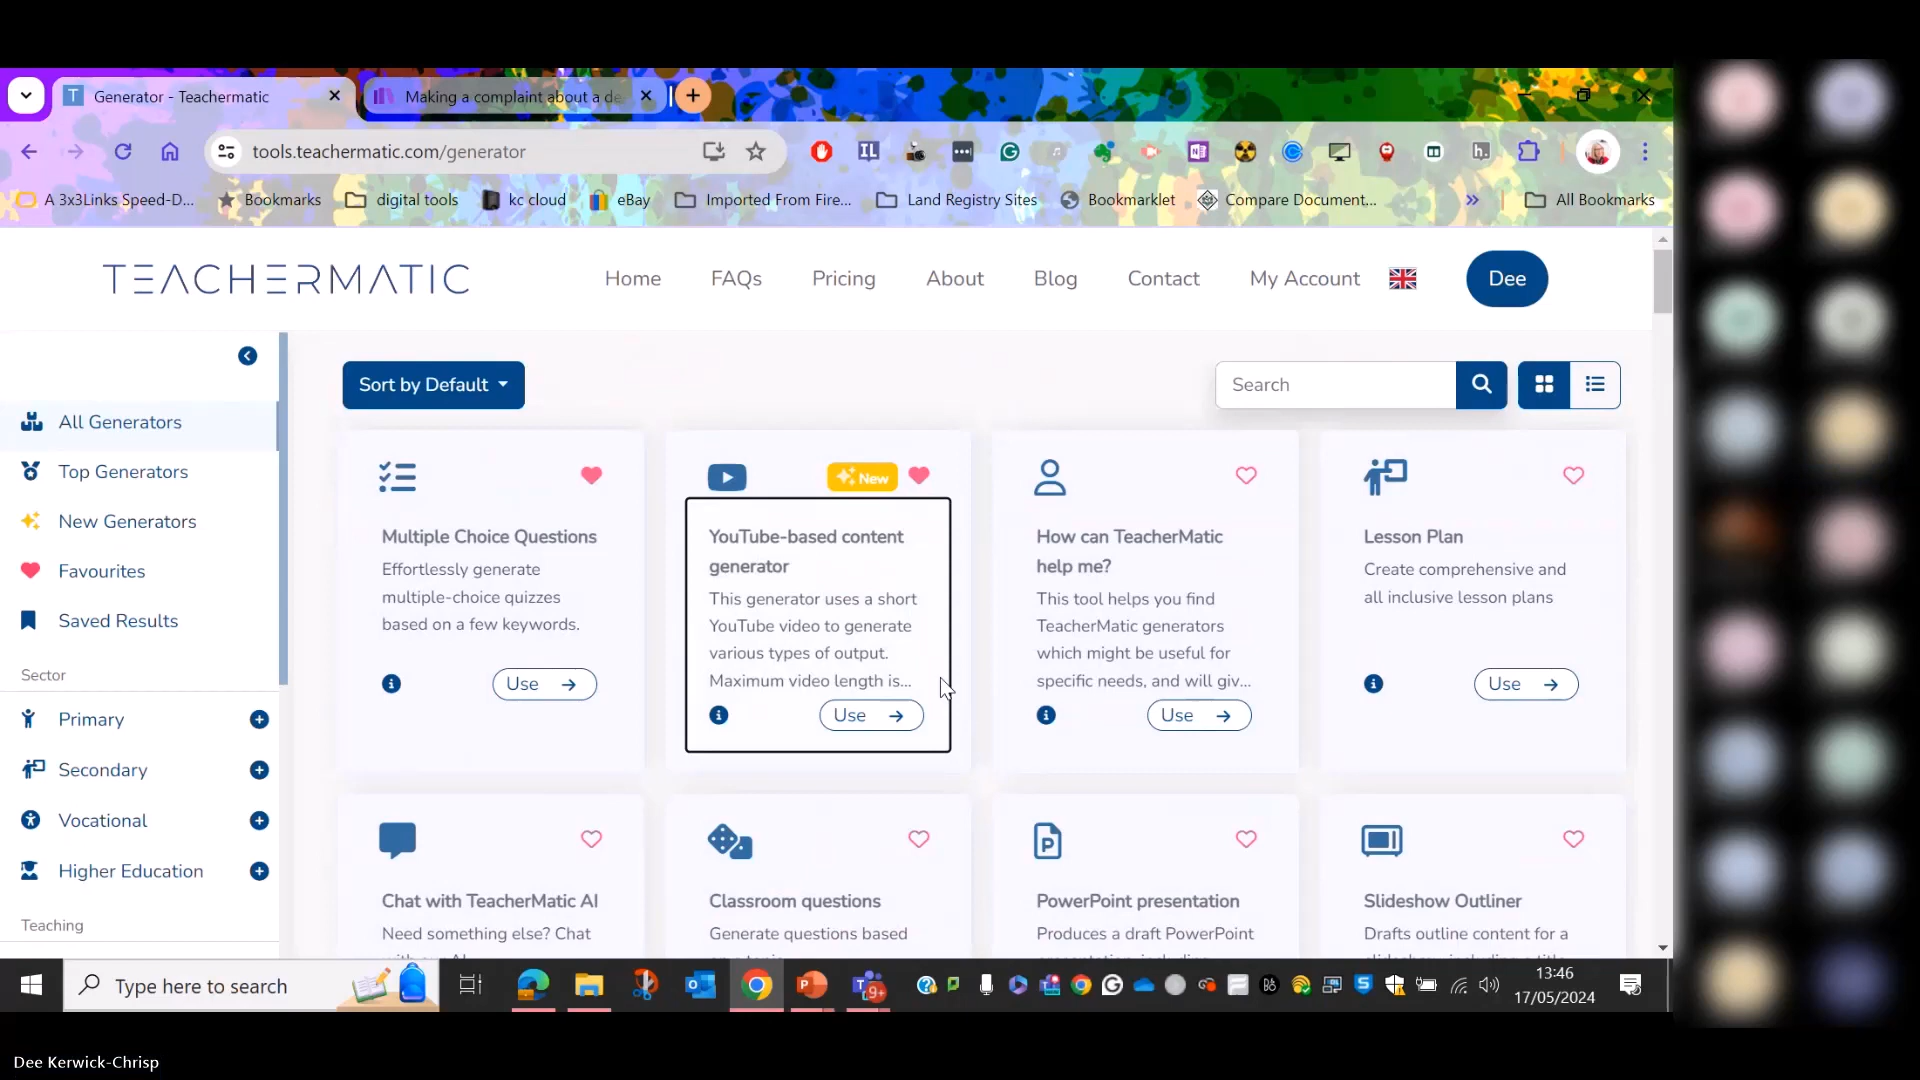 Generator - Teachermatic
Making a complaint about a de
tools.teachermatic.com/generator
A 3x3Links Speed-D...
Bookmarks
digital tools
kc cloud
eBay
Imported From Fire...
Land Registry Sites
Bookmarklet
Compare Document...
All Bookmarks
TEACHERMATIC
Home
FAQs
Pricing
About
Blog
Contact
My Account
Dee
Sort by Default
Search
All Generators
Top Generators
New Generators
Favourites
Saved Results
Sector
Primary
Secondary
Vocational
Higher Education
Teaching
Multiple Choice Questions
Effortlessly generate
multiple-choice quizzes
based on a few keywords.
Use
New
YouTube-based content
generator
This generator uses a short
YouTube video to generate
various types of output.
Maximum video length is...
Use
How can TeacherMatic
help me?
This tool helps you find
TeacherMatic generators
which might be useful for
specific needs, and will giv...
Use
Lesson Plan
Create comprehensive and
all inclusive lesson plans
Use
Chat with TeacherMatic AI
Need something else? Chat
Classroom questions
Generate questions based
PowerPoint presentation
Produces a draft PowerPoint
Slideshow Outliner
Drafts outline content for a
Type here to search
13:46
17/05/2024
Dee Kerwick-Chrisp